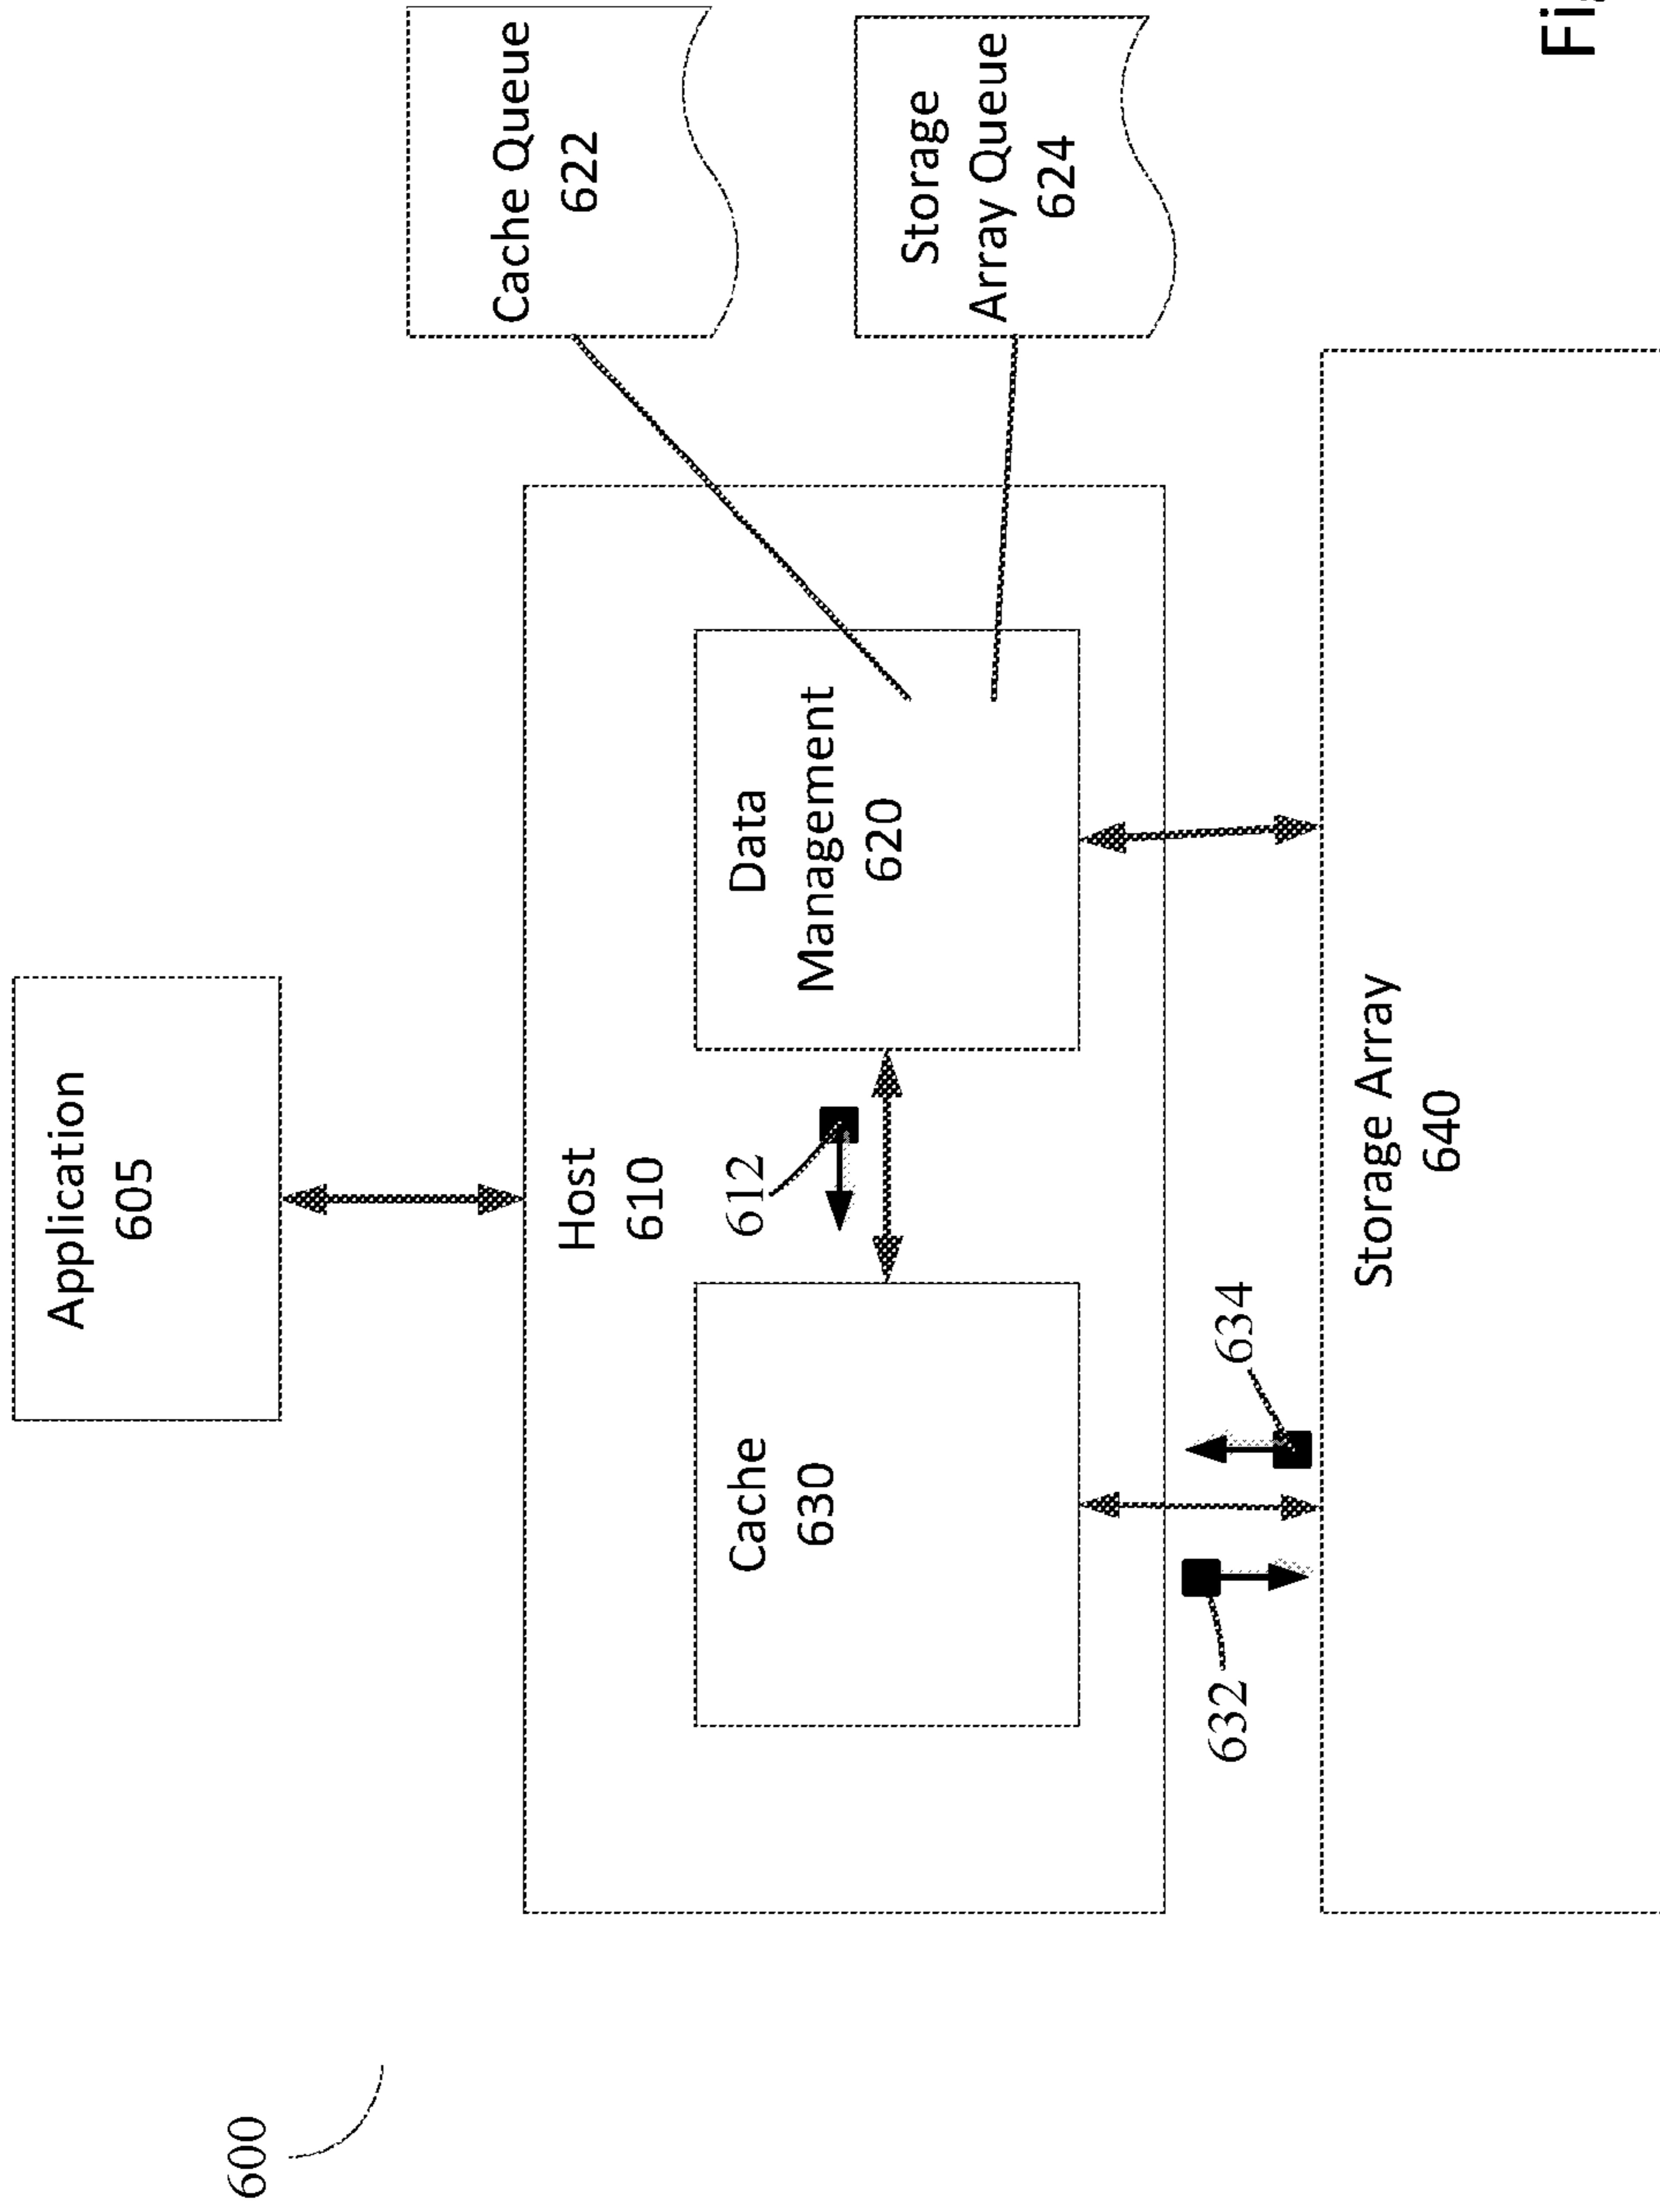 600
Application
605
Host
610
612
Cache
630
Data
Management
620
Cache Queue
622
Storage
Array Queue
624
632
634
Storage Array
640